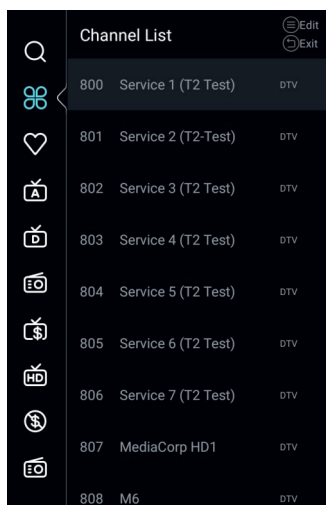 Channel List
Edit
Exit
800 Service 1 (T2 Test) DTV
801 Service 2 (T2-Test) DTV
802 Service 3 (T2 Test) DTV
803 Service 4 (T2 Test) DTV
804 Service 5 (T2 Test) DTV
805 Service 6 (T2 Test) DTV
806 Service 7 (T2 Test) DTV
807 MediaCorp HD1 DTV
808 M6 DTV
A
D
$
HD
$